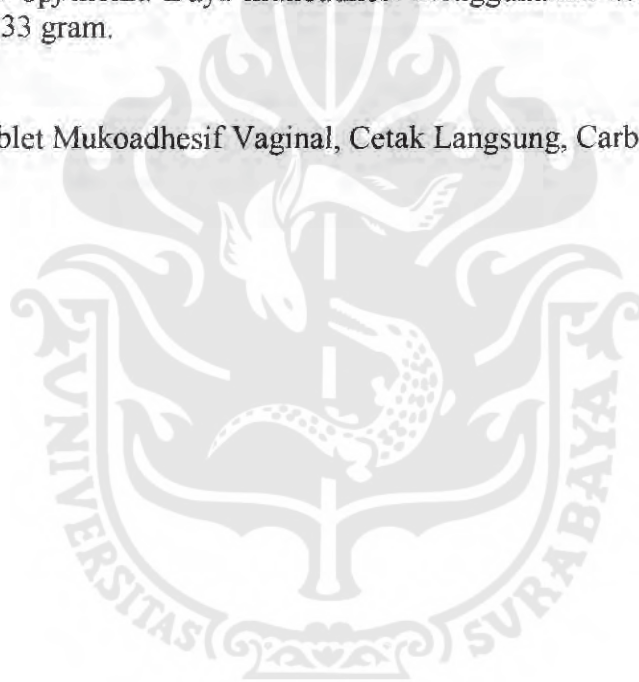 33 gram.
blet Mukoadhesif Vaginal, Cetak Langsung, Carb
UNIVERSITAS SURABAYA